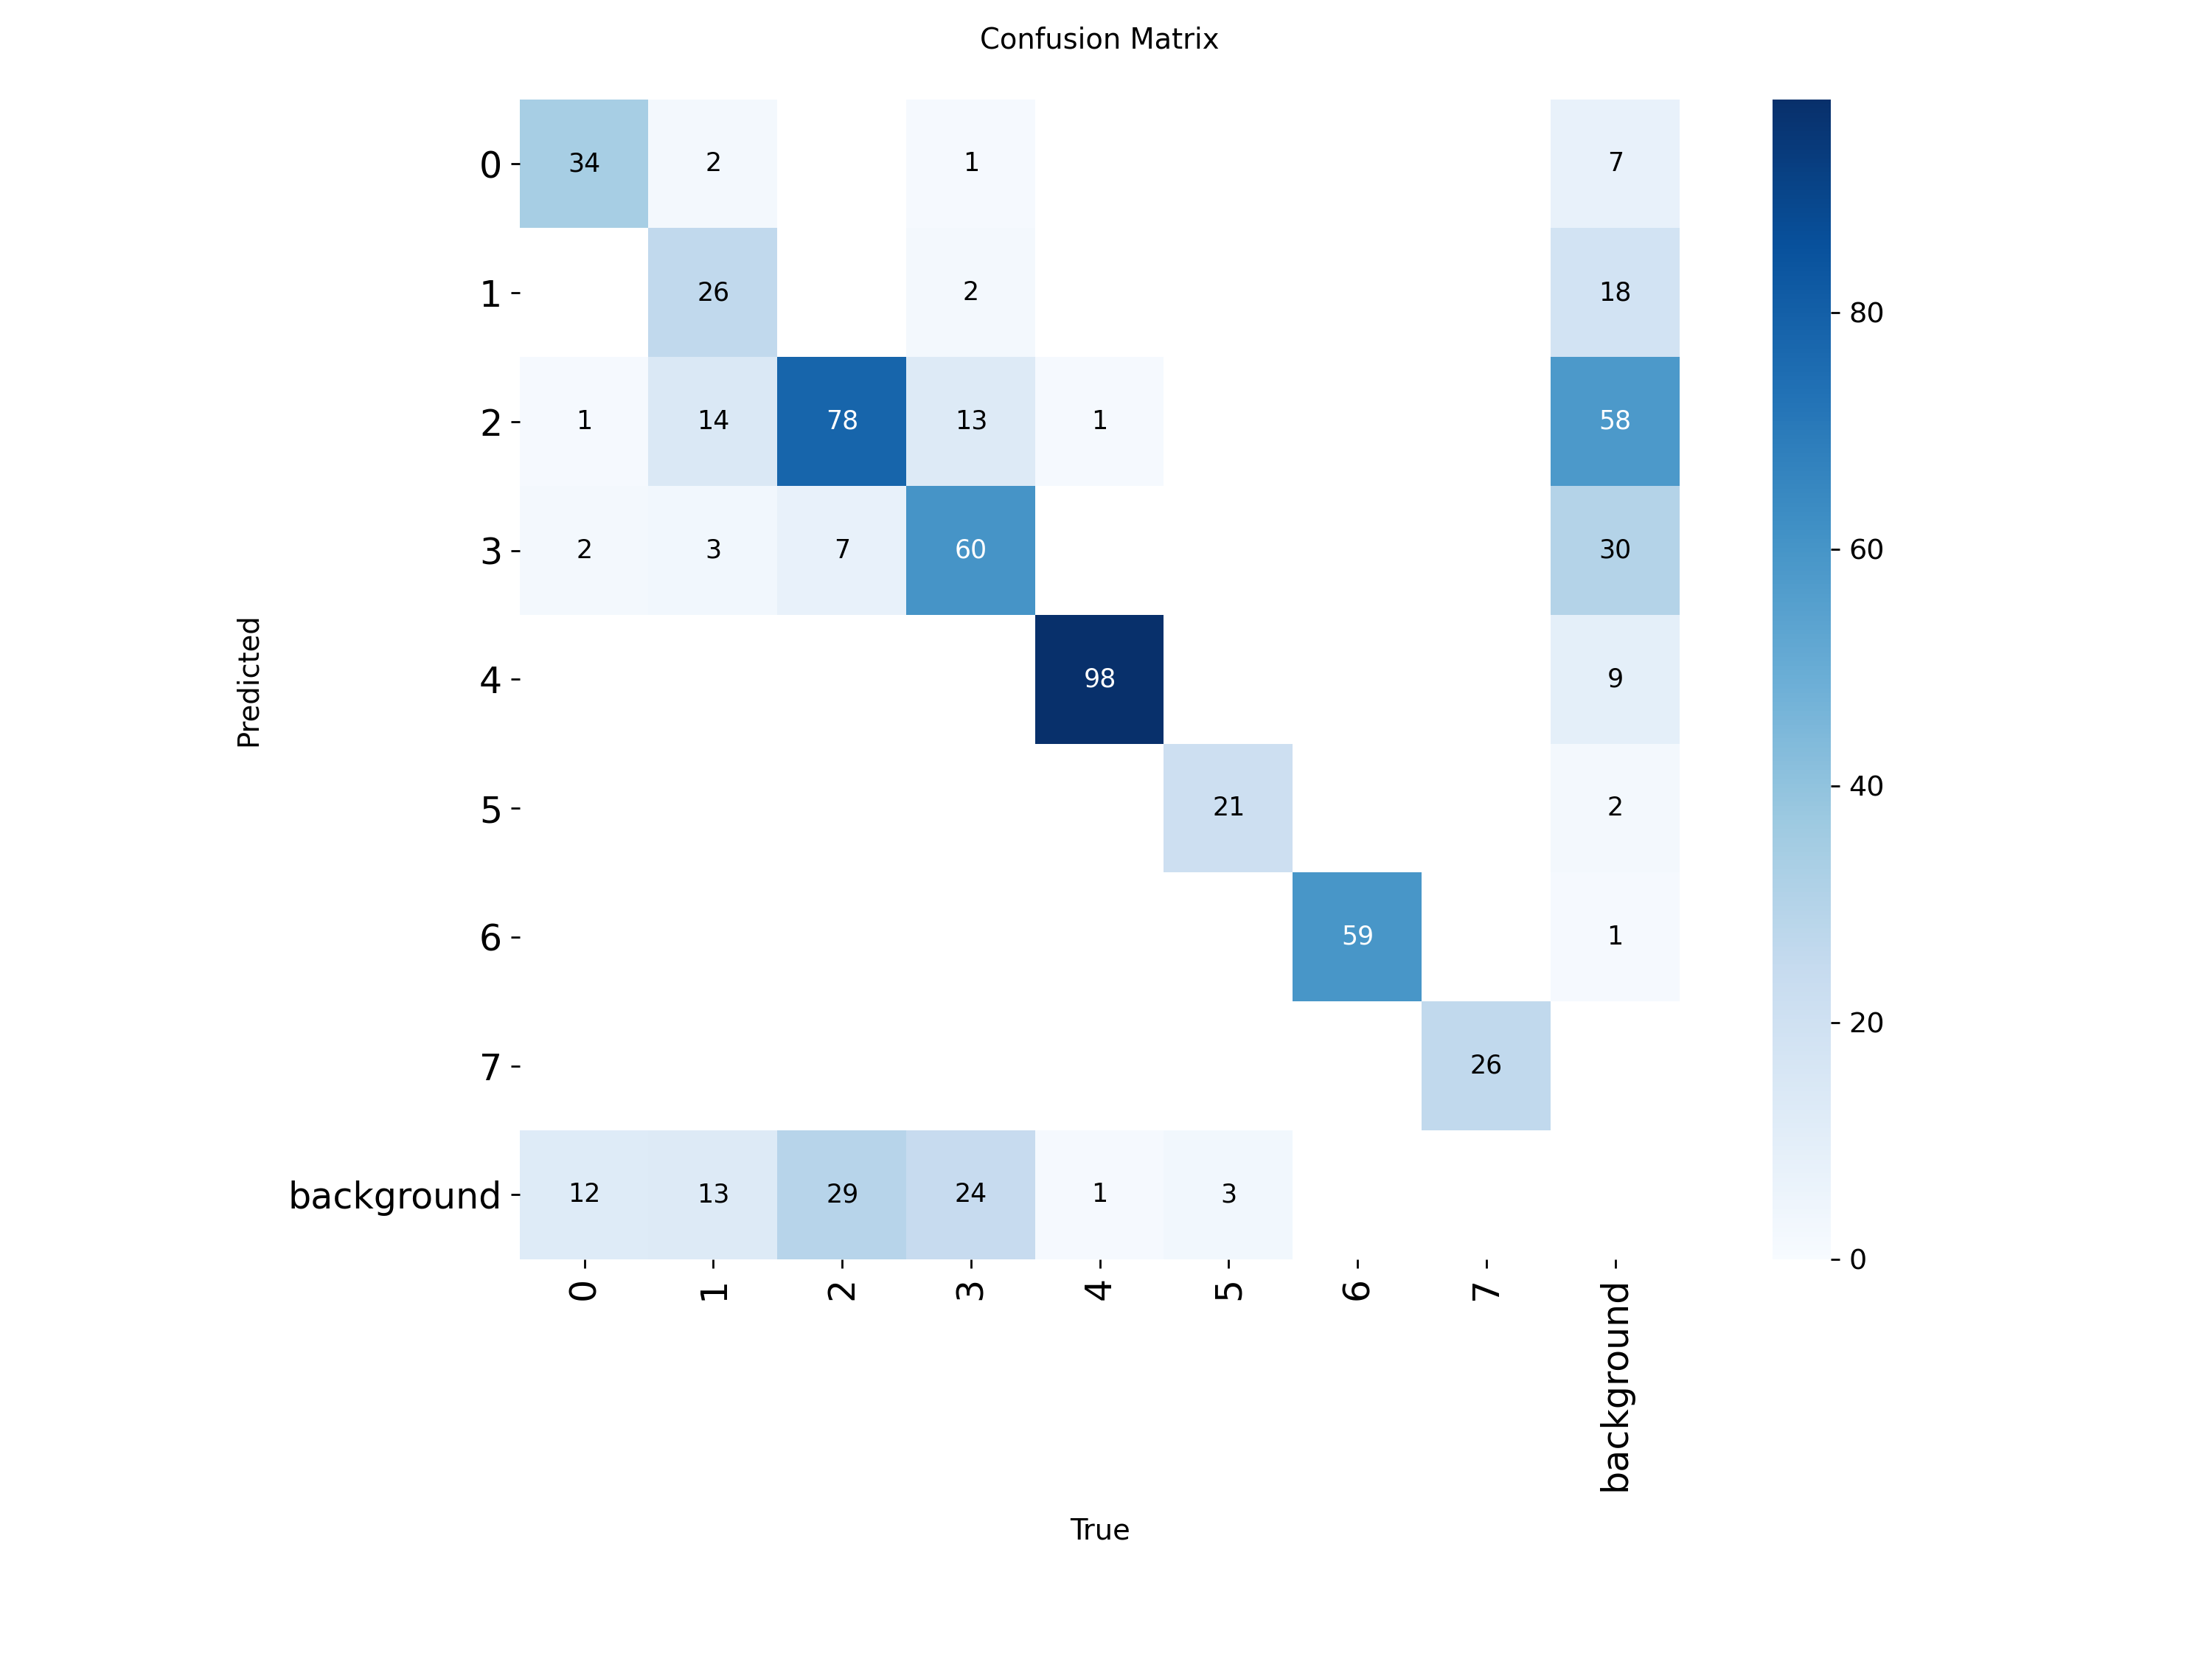 Confusion Matrix
0 34 2 1 7
1 26 2 18
80
2 1 14 78 13 1 58
3 2 3 7 60 30
60
4 98 9
Predicted
40
5 21 2
6 59 1
20
7 26
background 12 13 29 24 1 3
0
0 1 2 3 4 5 6 7 background
True